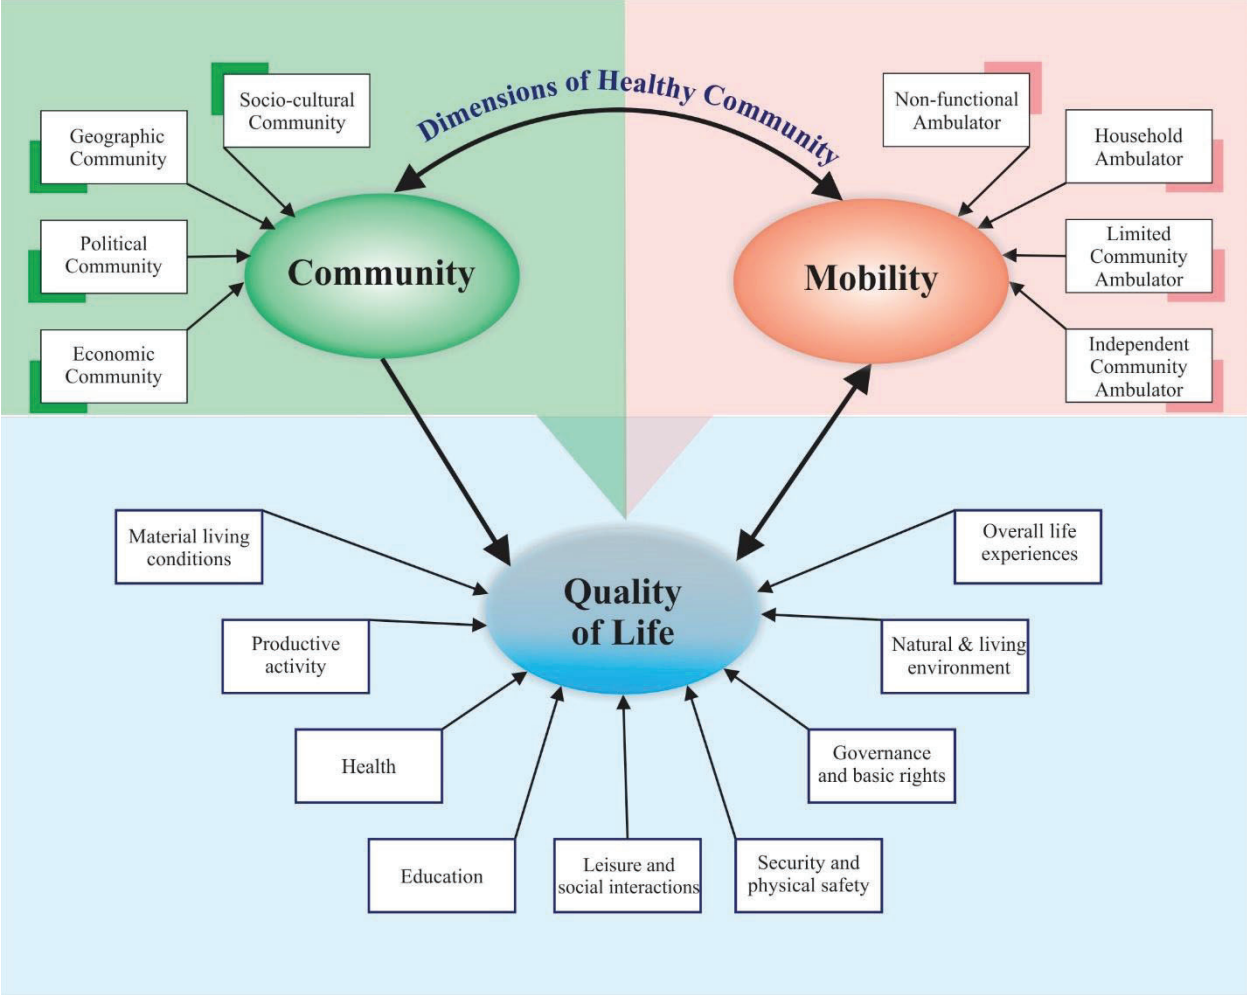 Dimensions of Healthy Community
Socio-cultural
Community
Geographic
Community
Political
Community
Economic
Community
Community
Non-functional
Ambulator
Household
Ambulator
Limited
Community
Ambulator
Independent
Community
Ambulator
Mobility
Quality
of Life
Material living
conditions
Productive
activity
Health
Education
Leisure and
social interactions
Security and
physical safety
Governance
and basic rights
Natural & living
environment
Overall life
experiences